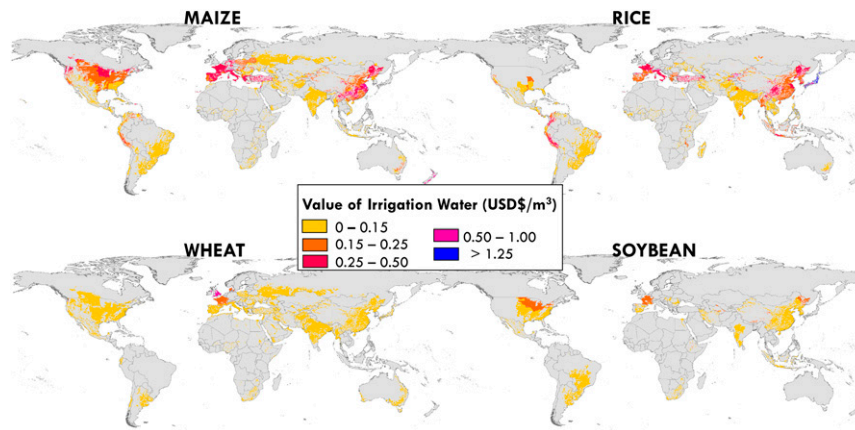 MAIZE
RICE
Value of Irrigation Water (USD$/m³)
0 – 0.15
0.15 – 0.25
0.25 – 0.50
0.50 – 1.00
> 1.25
WHEAT
SOYBEAN